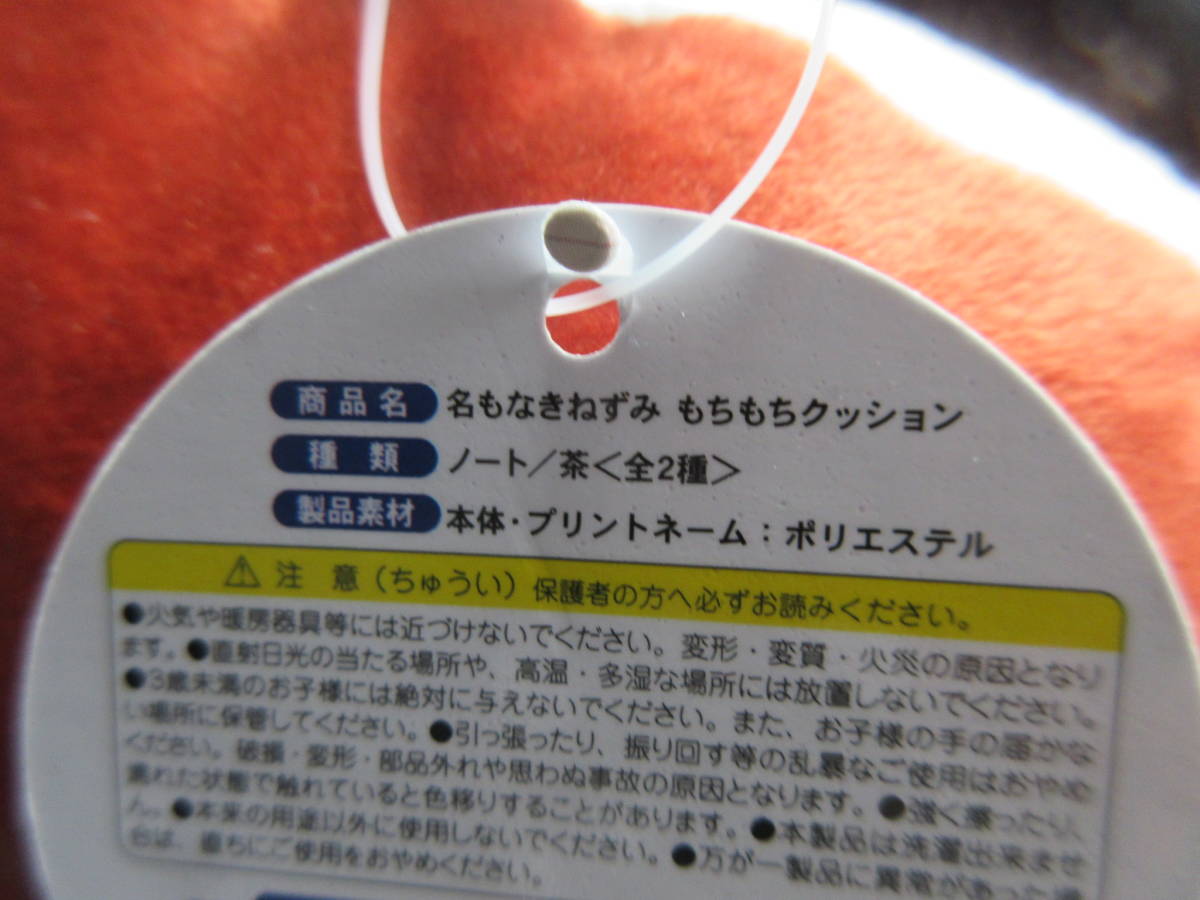 商品名 名もなきねずみ もちもちクッション
種類 ノート／茶＜全2種＞
製品素材 本体・プリントネーム：ポリエステル
⚠注 意（ちゅうい）保護者の方へ必ずお読みください。
●火気や暖房器具等には近づけないでください。変形・変質・火災の原因となり
ます。●直射日光の当たる場所や、高温・多湿な場所には放置しないでください。
●3歳未満のお子様には絶対に与えないでください。また、お子様の手の届かな
い場所に保管してください。●引っ張ったり、振り回す等の乱暴なご使用はおやめ
ください。破損・変形・部品外れや思わぬ事故の原因となります。●強く擦ったり、
濡れた状態で触れていると色移りすることがあります。●本製品は洗濯出来ませ
ん。●本来の用途以外に使用しないでください。●万が一製品に異常があった場
合は、直ちにご使用をおやめください。